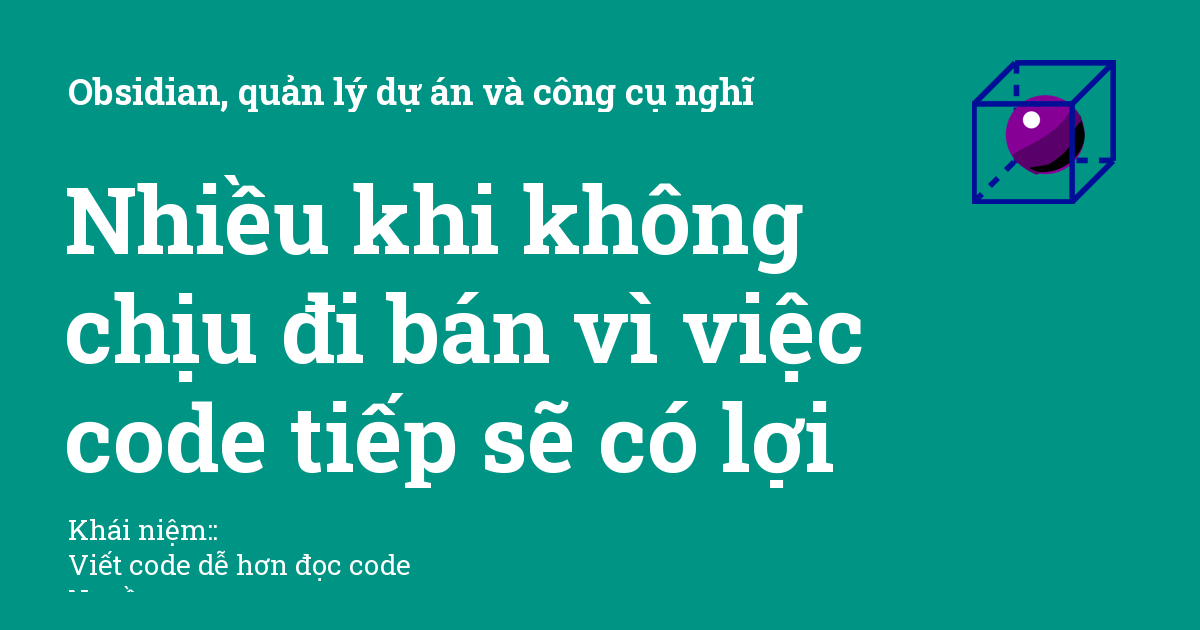 Obsidian, quản lý dự án và công cụ nghĩ
Nhiều khi không
chịu đi bán vì việc
code tiếp sẽ có lợi
Khái niệm::
Viết code dễ hơn đọc code